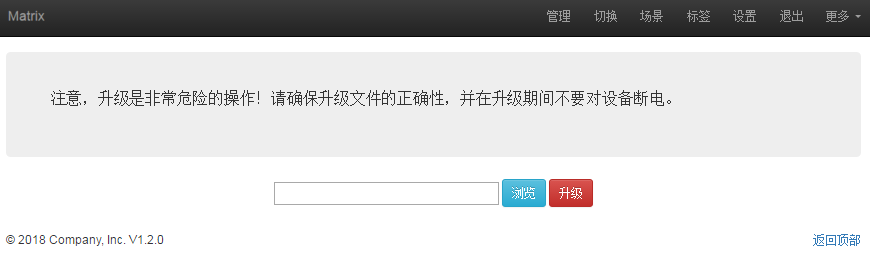 Matrix 管理 切换 场景 标签 设置 退出 更多
注意，升级是非常危险的操作！请确保升级文件的正确性，并在升级期间不要对设备断电。
浏览 升级
© 2018 Company, Inc. V1.2.0 返回顶部